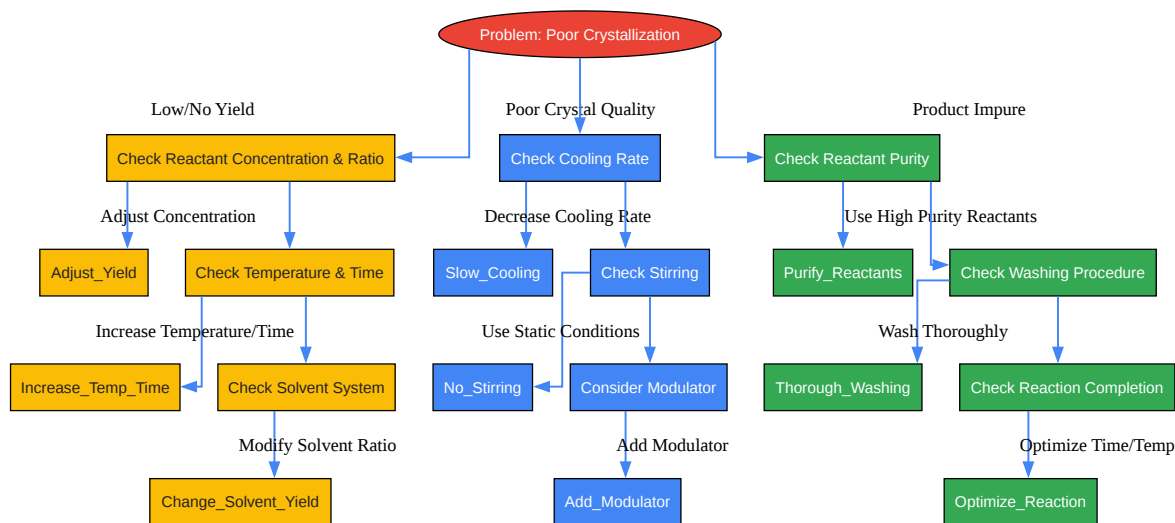 Problem: Poor Crystallization
Low/No Yield
Poor Crystal Quality
Product Impure
Check Reactant Concentration & Ratio
Check Cooling Rate
Check Reactant Purity
Adjust Concentration
Decrease Cooling Rate
Use High Purity Reactants
Adjust_Yield
Check Temperature & Time
Slow_Cooling
Check Stirring
Purify_Reactants
Check Washing Procedure
Increase Temperature/Time
Use Static Conditions
Wash Thoroughly
Increase_Temp_Time
Check Solvent System
No_Stirring
Consider Modulator
Thorough_Washing
Check Reaction Completion
Modify Solvent Ratio
Add Modulator
Optimize Time/Temp
Change_Solvent_Yield
Add_Modulator
Optimize_Reaction